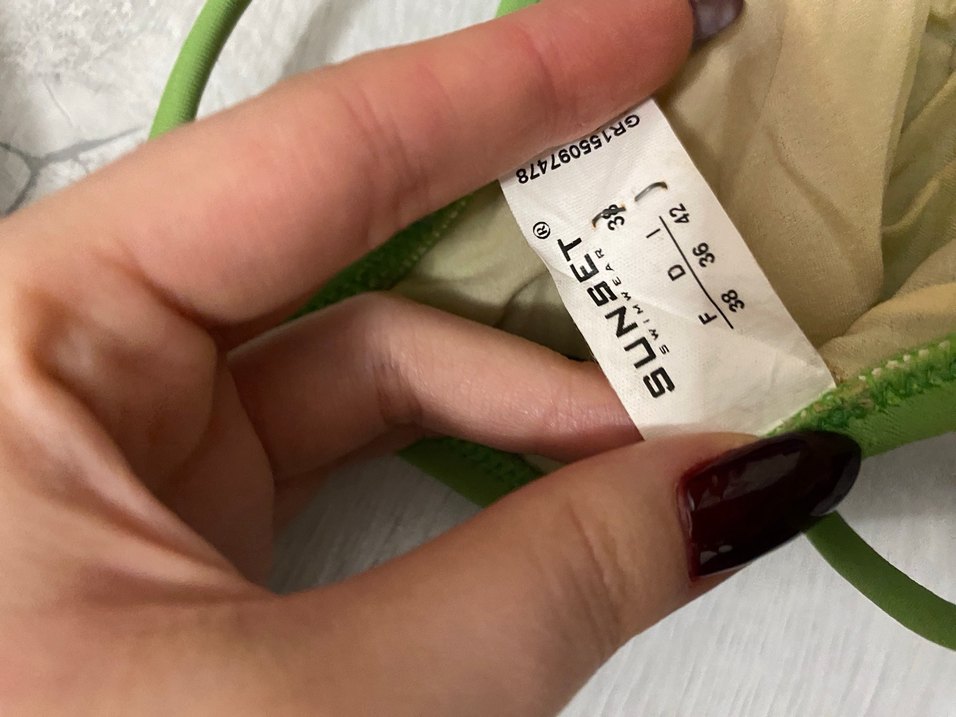 GR155097478
SUNSET®
SWIMWEAR
38
F D I
38 36 42